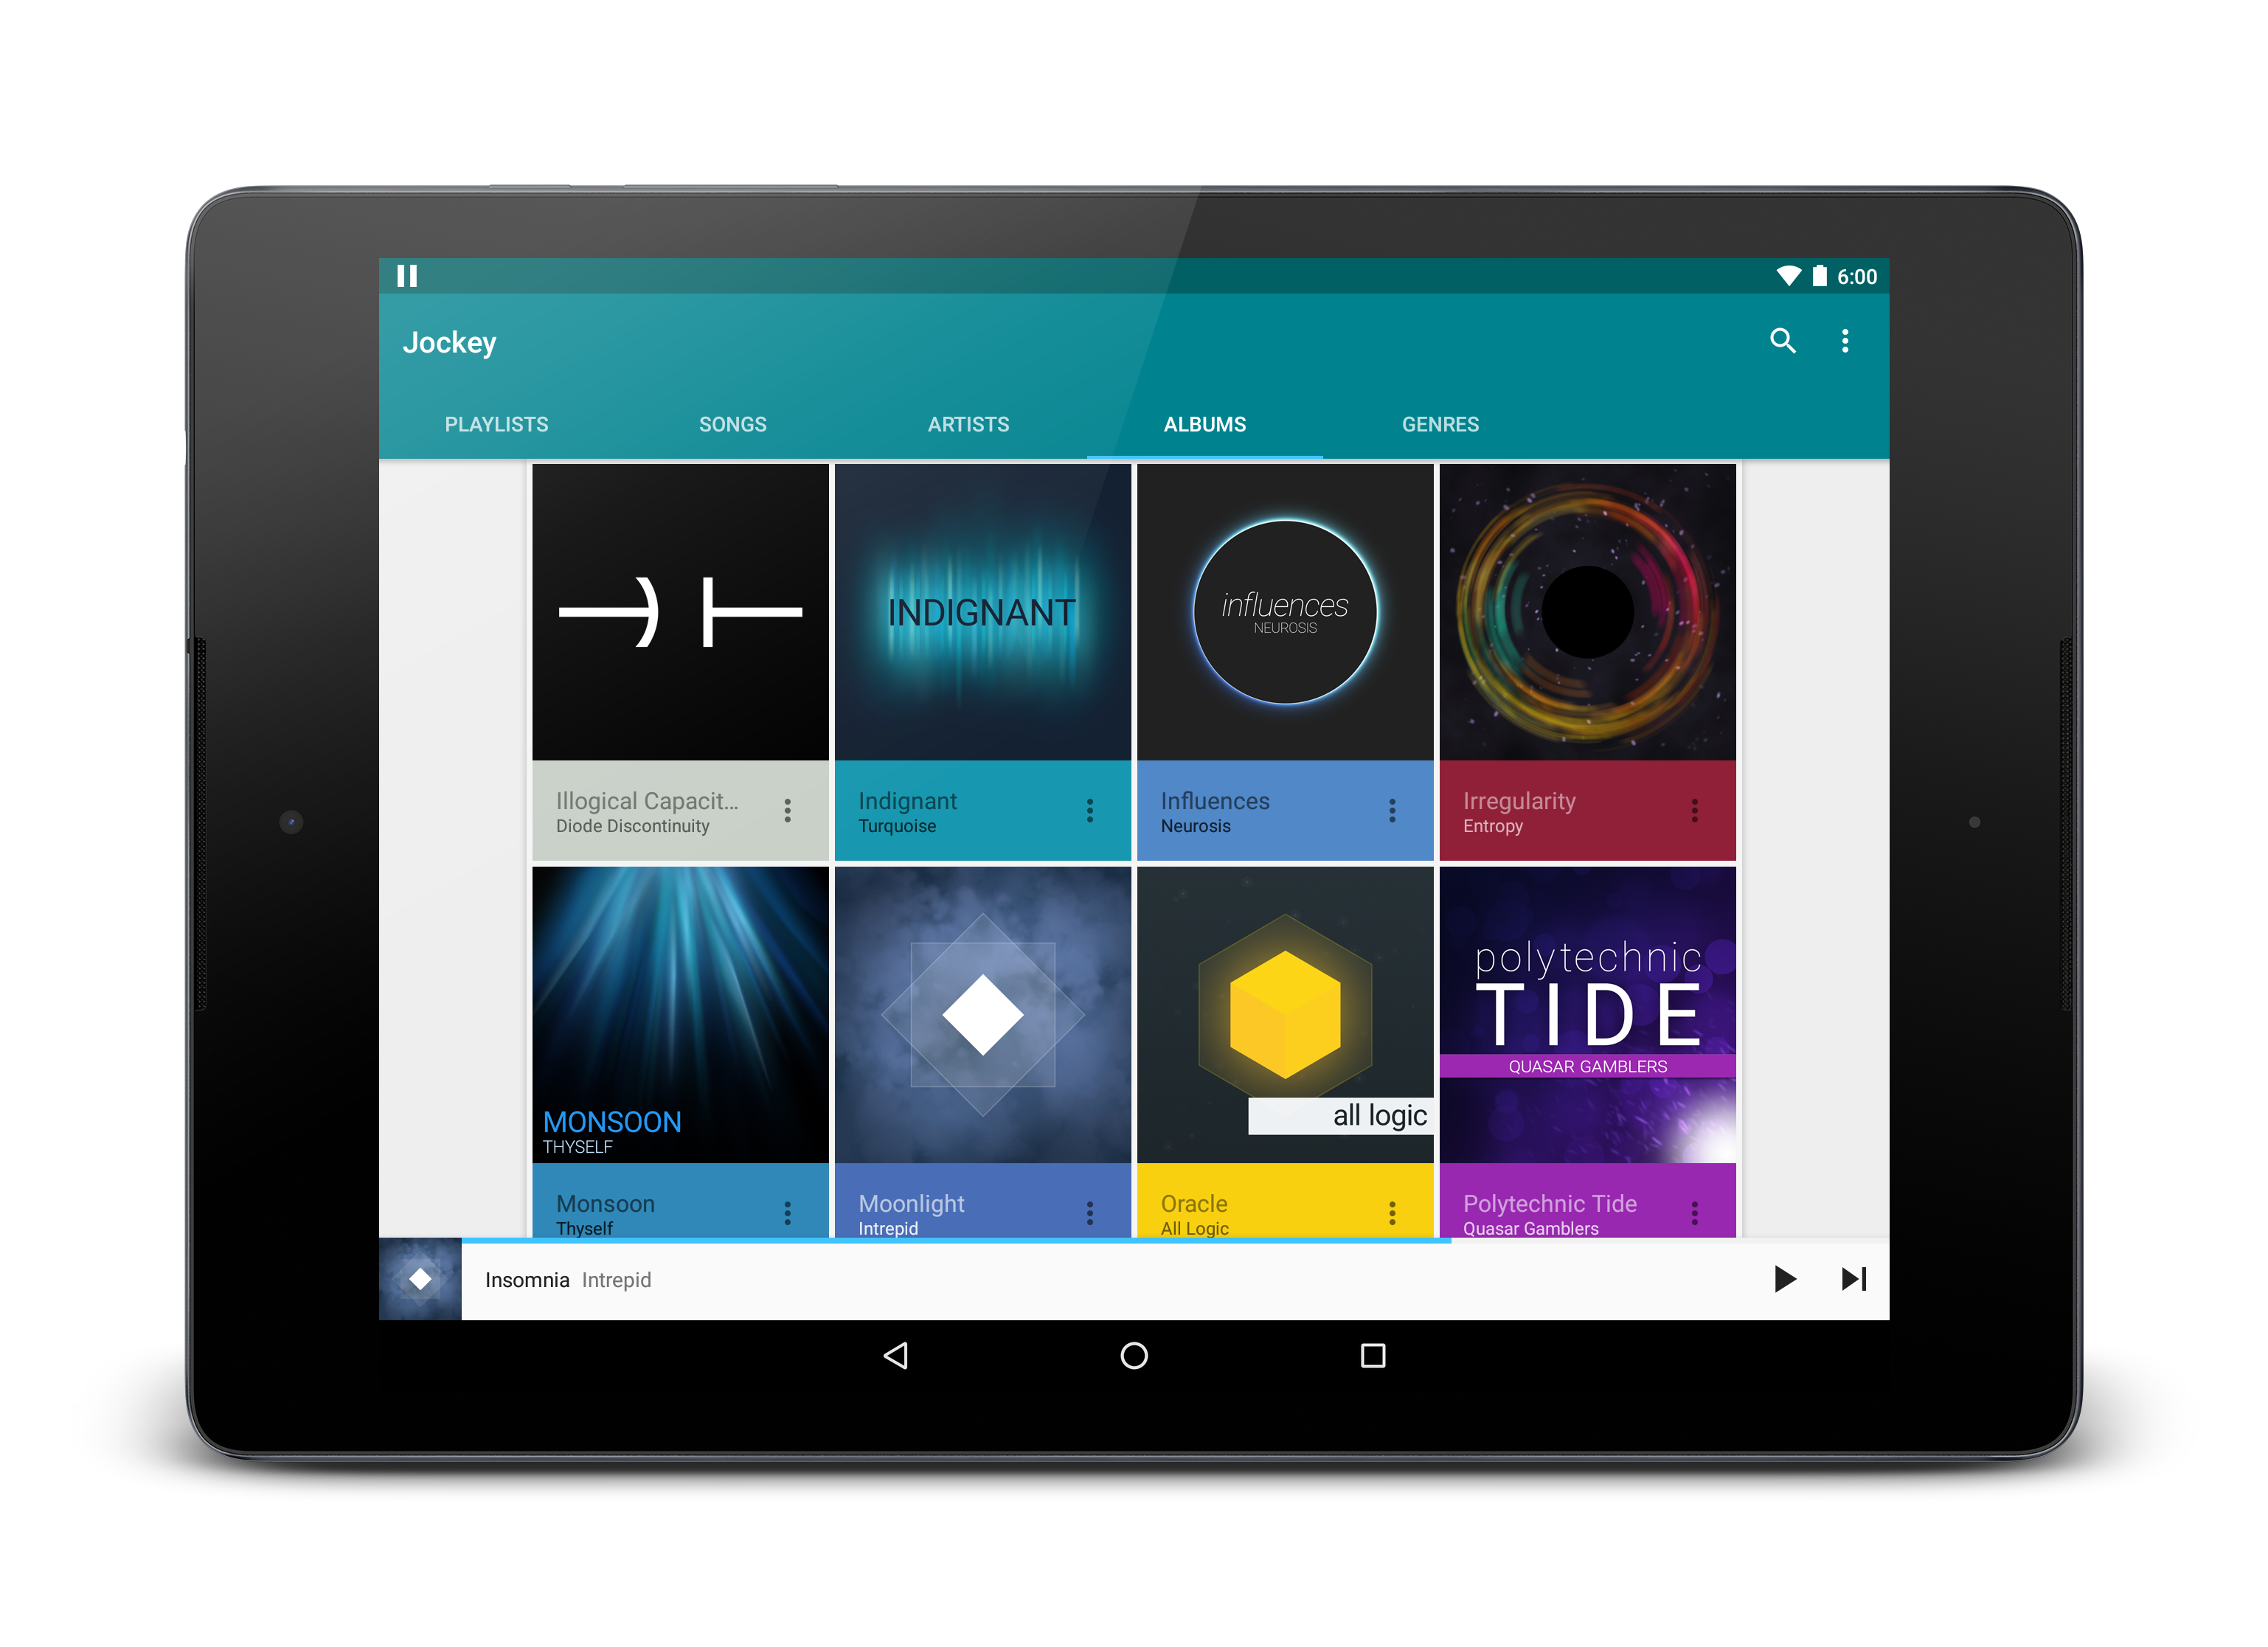 6:00
Jockey
PLAYLISTS SONGS ARTISTS ALBUMS GENRES
INDIGNANT
influences
NEUROSIS
Illogical Capacit...
Diode Discontinuity
Indignant
Turquoise
Influences
Neurosis
Irregularity
Entropy
MONSOON
THYSELF
all logic
polytechnic
TIDE
QUASAR GAMBLERS
Monsoon
Thyself
Moonlight
Intrepid
Oracle
All Logic
Polytechnic Tide
Quasar Gamblers
Insomnia Intrepid